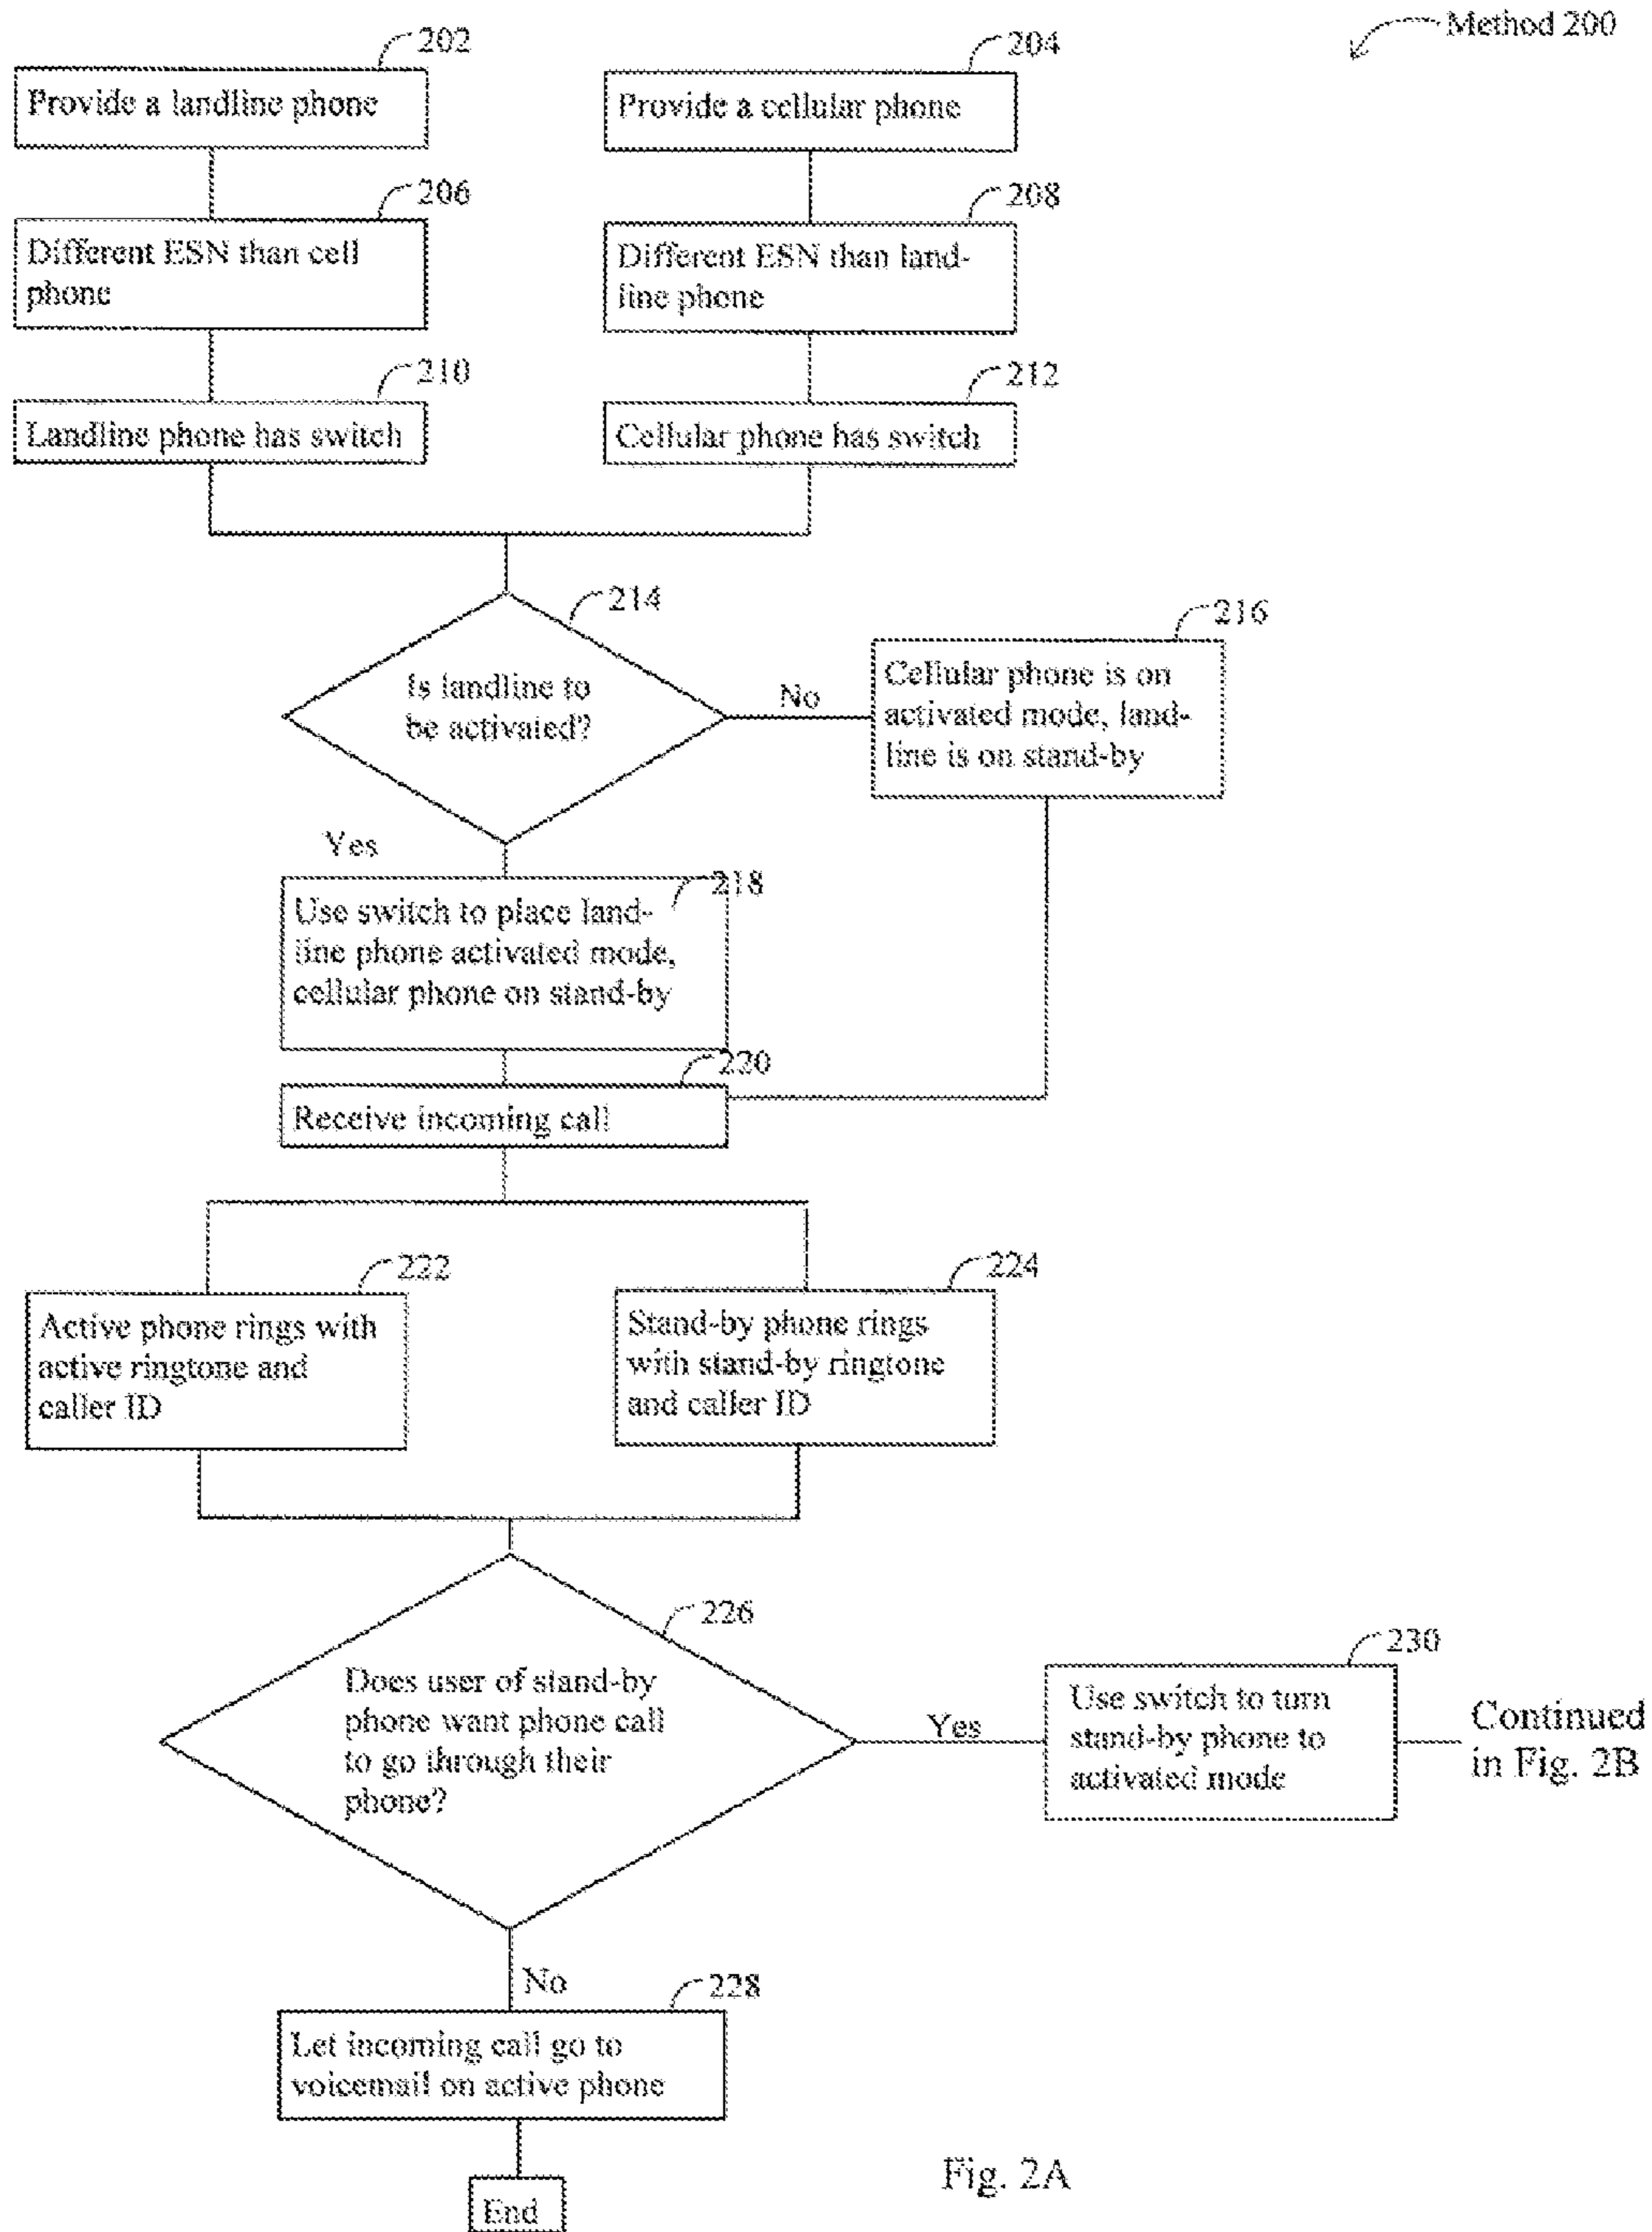 Method 200
202
Provide a landline phone
204
Provide a cellular phone
206
Different ESN than cell
phone
208
Different ESN than land-
line phone
210
Landline phone has switch
212
Cellular phone has switch
214
Is landline to
be activated?
No
216
Cellular phone is on
activated mode, land-
line is on stand-by
Yes
218
Use switch to place land-
line phone activated mode,
cellular phone on stand-by
220
Receive incoming call
222
Active phone rings with
active ringtone and
caller ID
224
Stand-by phone rings
with stand-by ringtone
and caller ID
226
Does user of stand-by
phone want phone call
to go through their
phone?
Yes
230
Use switch to turn
stand-by phone to
activated mode
Continued
in Fig. 2B
No
228
Let incoming call go to
voicemail on active phone
End
Fig. 2A